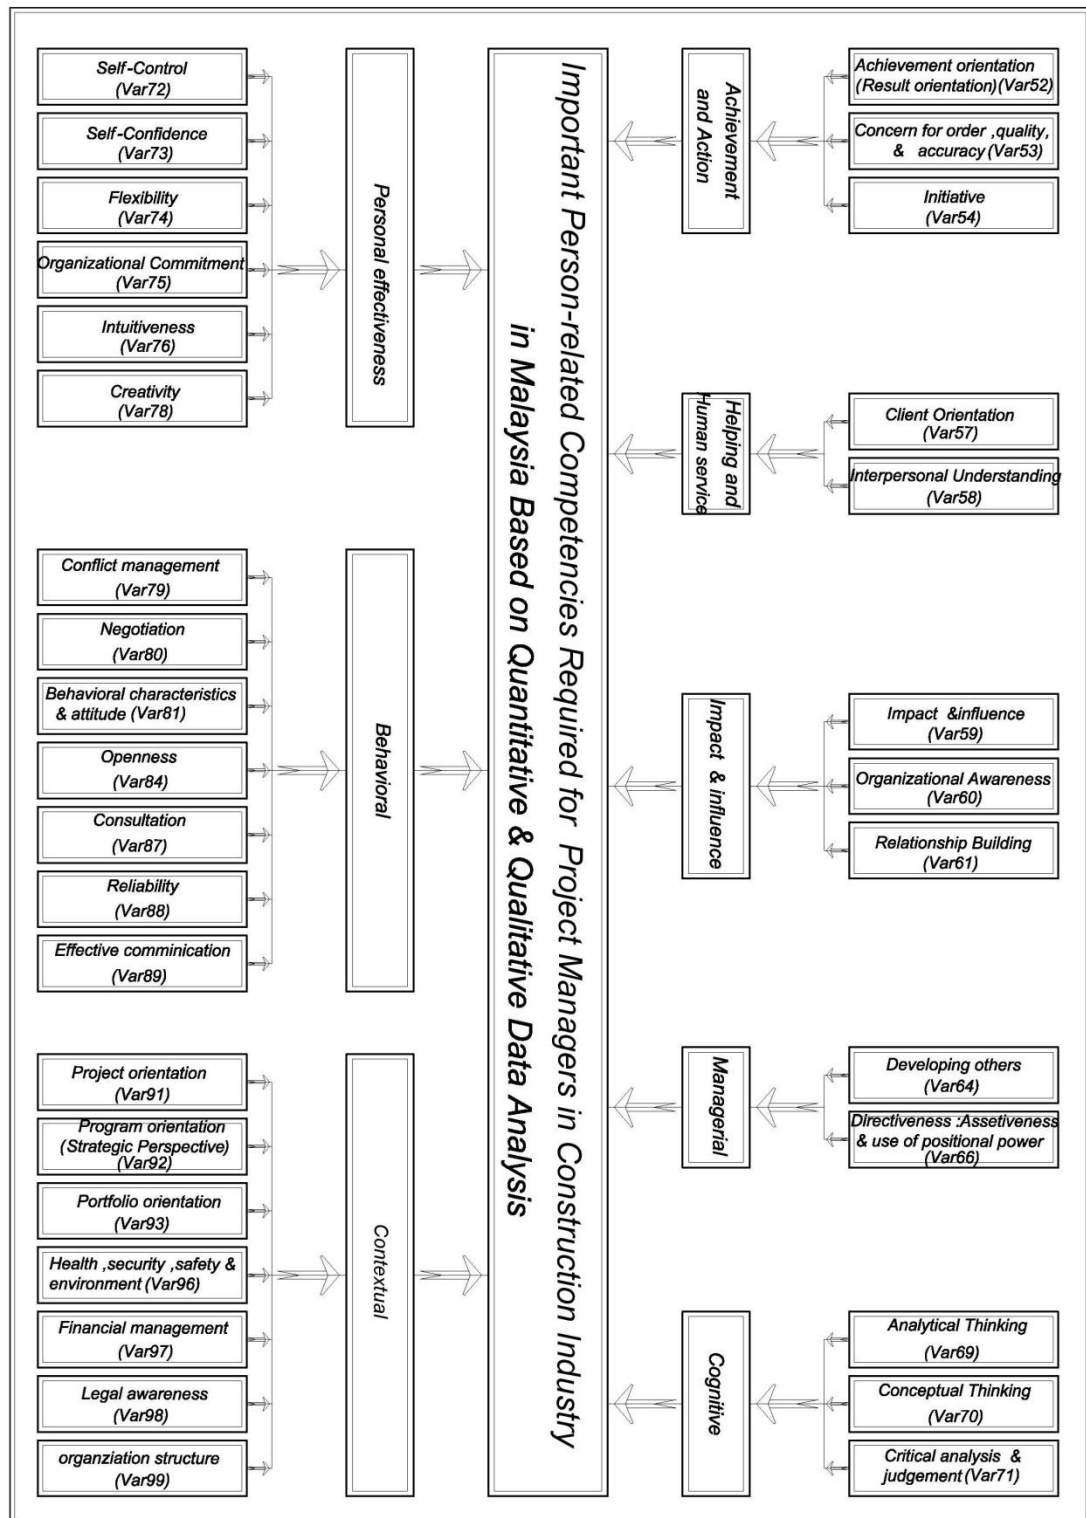 Self-Control
(Var72)
Self-Confidence
(Var73)
Flexibility
(Var74)
Organizational Commitment
(Var75)
Intuitiveness
(Var76)
Creativity
(Var78)
Personal effectiveness
Conflict management
(Var79)
Negotiation
(Var80)
Behavioral characteristics
& attitude (Var81)
Openness
(Var84)
Consultation
(Var87)
Reliability
(Var88)
Effective comminication
(Var89)
Behavioral
Project orientation
(Var91)
Program orientation
(Strategic Perspective)
(Var92)
Portfolio orientation
(Var93)
Health ,security ,safety &
environment (Var96)
Financial management
(Var97)
Legal awareness
(Var98)
organziation structure
(Var99)
Contextual
Important Person-related Competencies Required for Project Managers in Construction Industry
in Malaysia Based on Quantitative & Qualitative Data Analysis
Achievement
and Action
Achievement orientation
(Result orientation)(Var52)
Concern for order ,quality,
& accuracy (Var53)
Initiative
(Var54)
Helping and
Human service
Client Orientation
(Var57)
Interpersonal Understanding
(Var58)
Impact & influence
Impact &influence
(Var59)
Organizational Awareness
(Var60)
Relationship Building
(Var61)
Managerial
Developing others
(Var64)
Directiveness :Assetiveness
& use of positional power
(Var66)
Cognitive
Analytical Thinking
(Var69)
Conceptual Thinking
(Var70)
Critical analysis &
judgement (Var71)